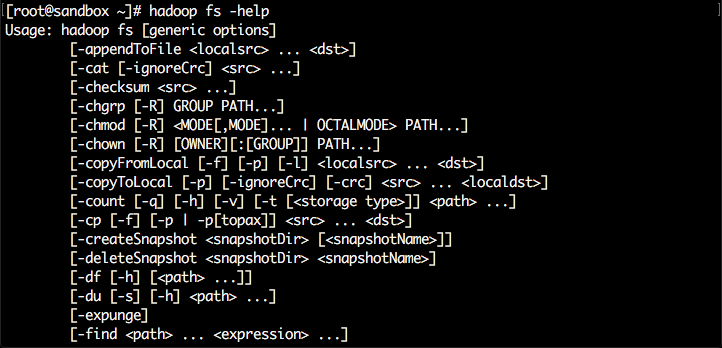 [root@sandbox ~]# hadoop fs -help
Usage: hadoop fs [generic options]
[-appendToFile <localsrc> ... <dst>]
[-cat [-ignoreCrc] <src> ...]
[-checksum <src> ...]
[-chgrp [-R] GROUP PATH...]
[-chmod [-R] <MODE[,MODE]... | OCTALMODE> PATH...]
[-chown [-R] [OWNER][:[GROUP]] PATH...]
[-copyFromLocal [-f] [-p] [-l] <localsrc> ... <dst>]
[-copyToLocal [-p] [-ignoreCrc] [-crc] <src> ... <localdst>]
[-count [-q] [-h] [-v] [-t [<storage type>]] <path> ...]
[-cp [-f] [-p | -p[topax]] <src> ... <dst>]
[-createSnapshot <snapshotDir> [<snapshotName>]]
[-deleteSnapshot <snapshotDir> <snapshotName>]
[-df [-h] [<path> ...]]
[-du [-s] [-h] <path> ...]
[-expunge]
[-find <path> ... <expression> ...]